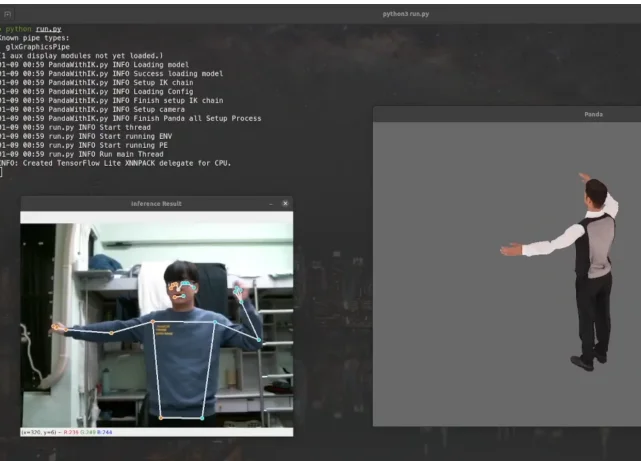 python3 run.py
python run.py
Known pipe types:
glxGraphicsPipe
(1 aux display modules not yet loaded.)
01-09 00:59 PandaWithIK.py INFO Loading model
01-09 00:59 PandaWithIK.py INFO Success loading model
01-09 00:59 PandaWithIK.py INFO Setup IK chain
01-09 00:59 PandaWithIK.py INFO Loading Config
01-09 00:59 PandaWithIK.py INFO Finish setup IK chain
01-09 00:59 PandaWithIK.py INFO Setup camera
01-09 00:59 PandaWithIK.py INFO Finish Panda all Setup Process
01-09 00:59 run.py INFO Start thread
01-09 00:59 run.py INFO Start running ENV
01-09 00:59 run.py INFO Start running PE
01-09 00:59 run.py INFO Run main Thread
INFO: Created TensorFlow Lite XNNPACK delegate for CPU.
Panda
Inference Result
(x=320, y=6) ~ R:239 G:249 B:244